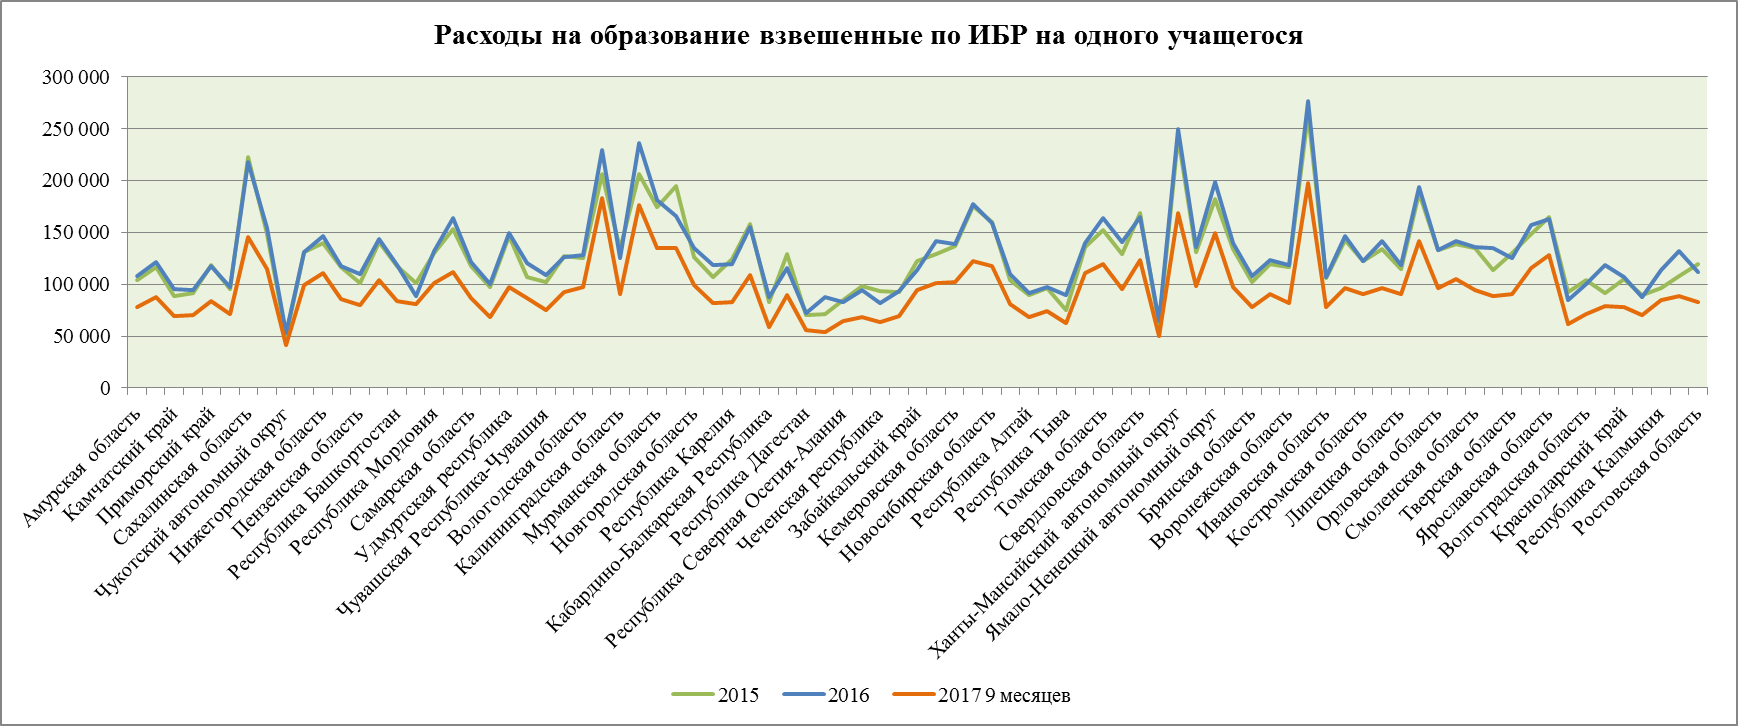 Расходы на образование взвешенные по ИБР на одного учащегося
300 000
250 000
200 000
150 000
100 000
50 000
0
Амурская область
Камчатский край
Приморский край
Сахалинская область
Чукотский автономный округ
Нижегородская область
Пензенская область
Республика Башкортостан
Республика Мордовия
Самарская область
Удмуртская республика
Чувашская Республика-Чувашия
Вологодская область
Калининградская область
Мурманская область
Новгородская область
Республика Карелия
Кабардино-Балкарская Республика
Республика Дагестан
Республика Северная Осетия-Алания
Чеченская республика
Забайкальский край
Кемеровская область
Новосибирская область
Республика Алтай
Республика Тыва
Томская область
Свердловская область
Ханты-Мансийский автономный округ
Ямало-Ненецкий автономный округ
Брянская область
Воронежская область
Ивановская область
Костромская область
Липецкая область
Орловская область
Смоленская область
Тверская область
Ярославская область
Волгоградская область
Краснодарский край
Республика Калмыкия
Ростовская область
2015
2016
2017 9 месяцев